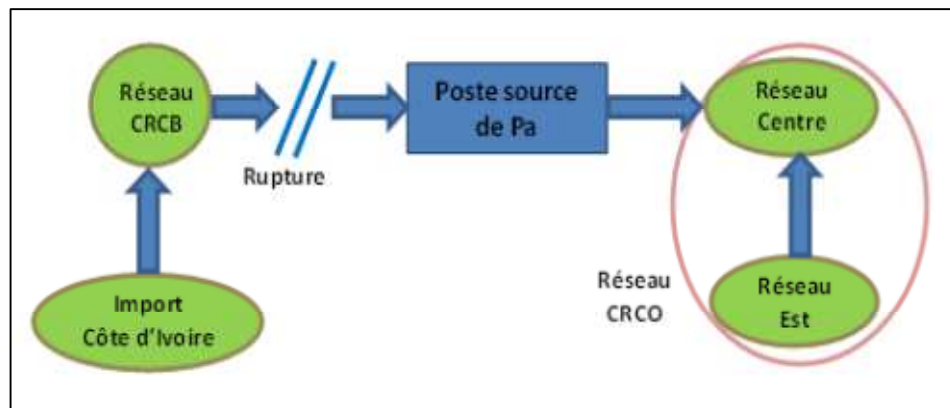 Réseau
CRCB
Rupture
Poste source
de Pa
Réseau
Centre
Import
Côte d'Ivoire
Réseau
CRCO
Réseau
Est